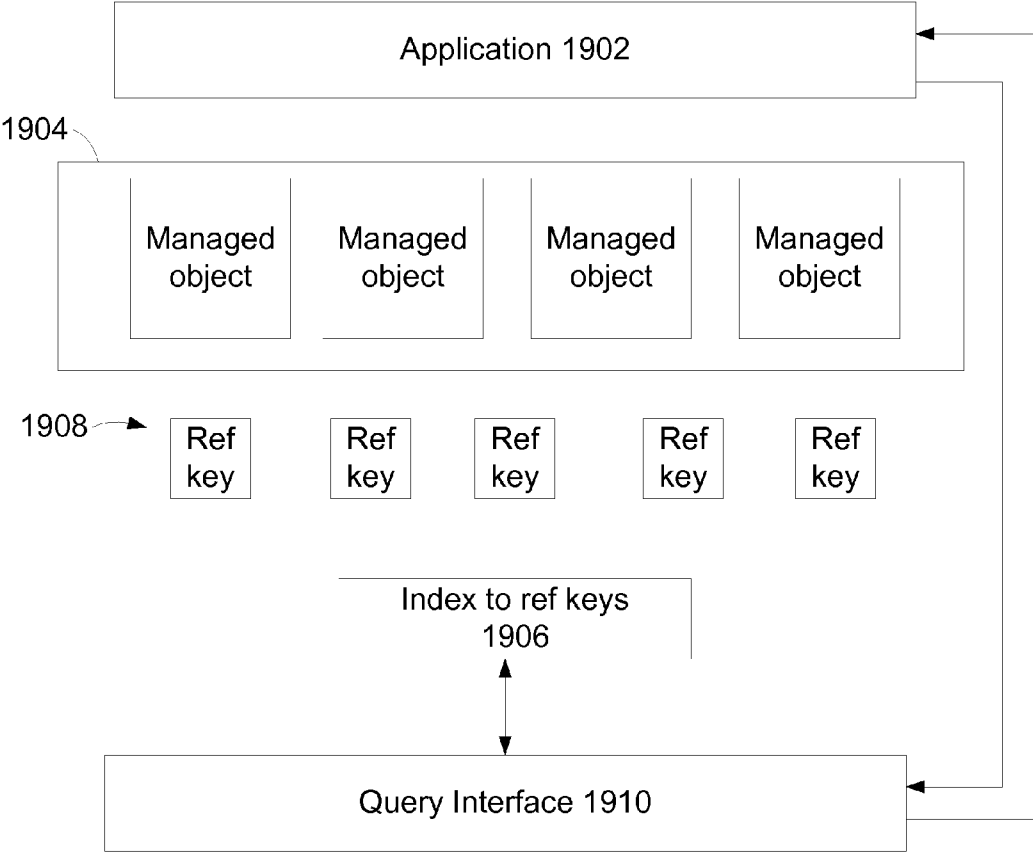 Application 1902
1904
Managed object
Managed object
Managed object
Managed object
1908
Ref key
Ref key
Ref key
Ref key
Ref key
Index to ref keys
1906
Query Interface 1910